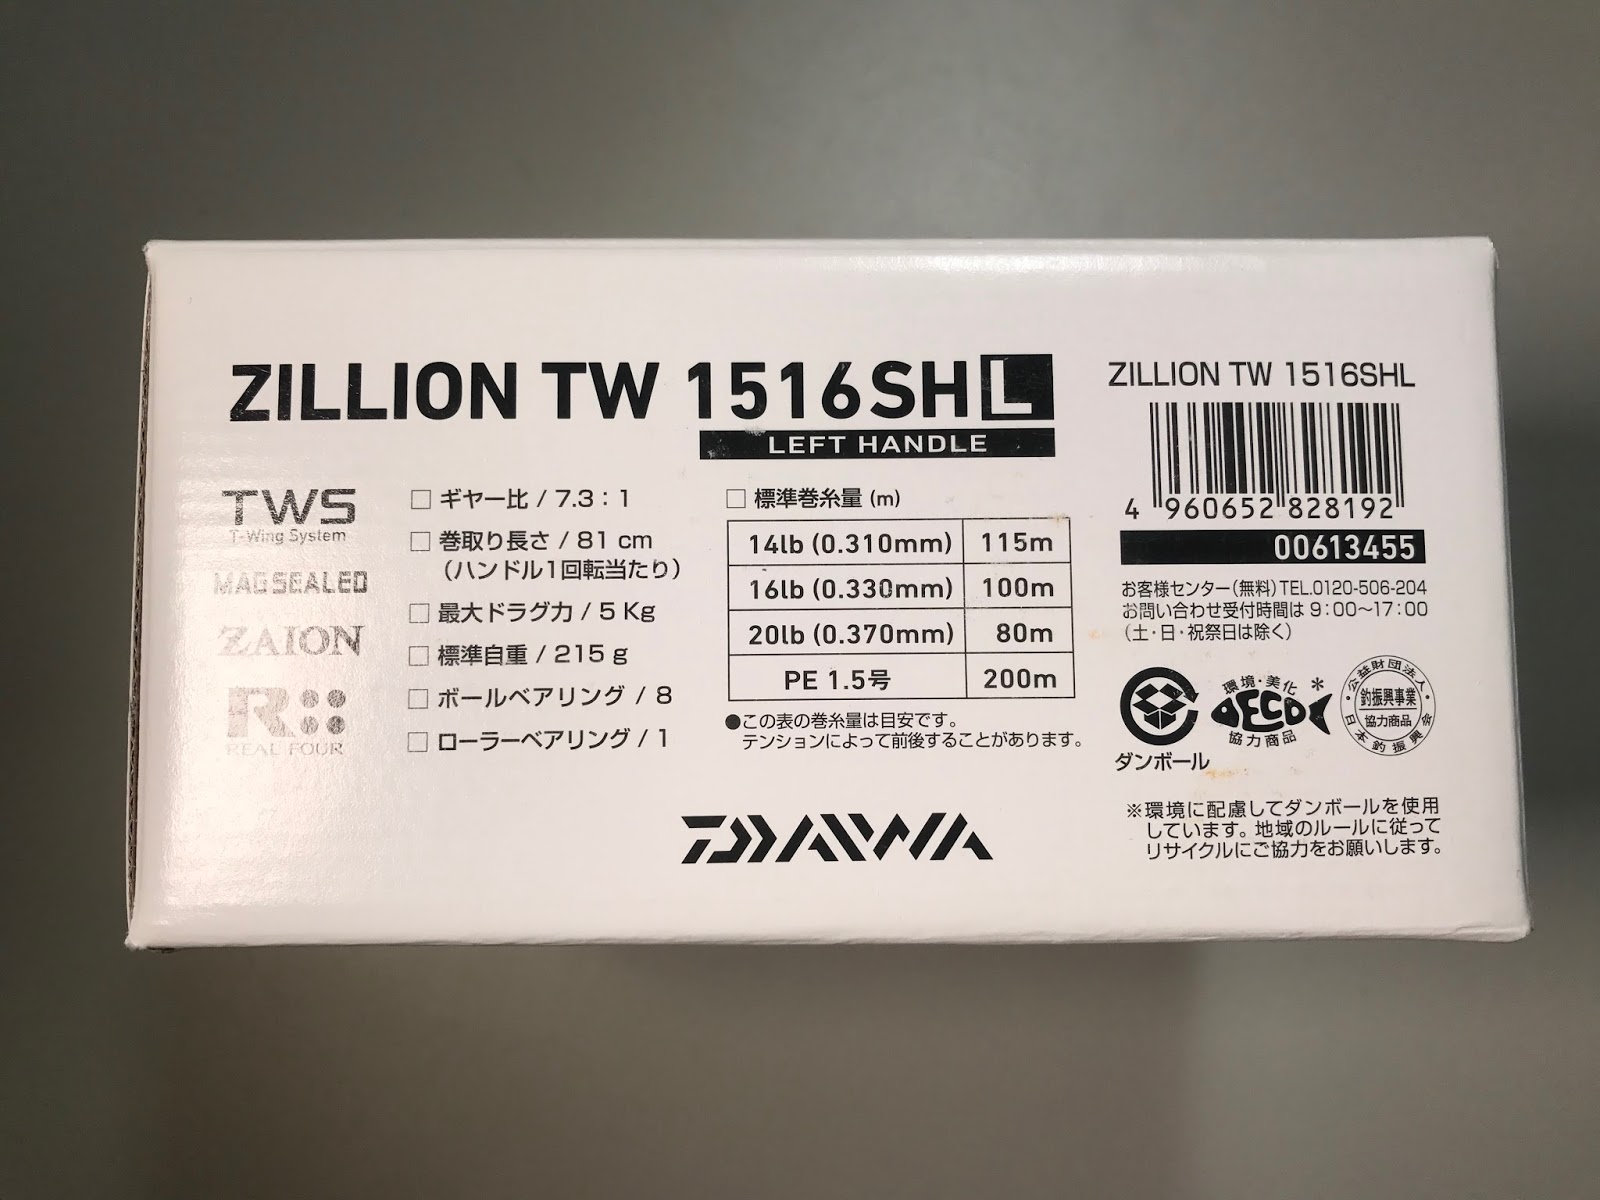 ZILLION TW 1516SHL
LEFT HANDLE
TWS
T-Wing System
MAGSEALED
ZAION
R
REAL FOUR
□ ギヤー比 / 7.3：1
□ 巻取り長さ / 81 cm
（ハンドル1回転当たり）
□ 最大ドラグ力 / 5 Kg
□ 標準自重 / 215 g
□ ボールベアリング / 8
□ ローラーベアリング / 1
□ 標準巻糸量 (m)
14lb (0.310mm) 115m
16lb (0.330mm) 100m
20lb (0.370mm) 80m
PE 1.5号 200m
●この表の巻糸量は目安です。
テンションによって前後することがあります。
DAIWA
ZILLION TW 1516SHL
4 960652 828192
00613455
お客様センター（無料）TEL.0120-506-204
お問い合わせ受付時間は 9：00〜17：00
（土・日・祝祭日は除く）
ダンボール
環境・美化
DECO
協力商品
＊
公益財団法人
釣振興事業
協力商品
日本釣振興会
※環境に配慮してダンボールを使用
しています。地域のルールに従って
リサイクルにご協力をお願いします。